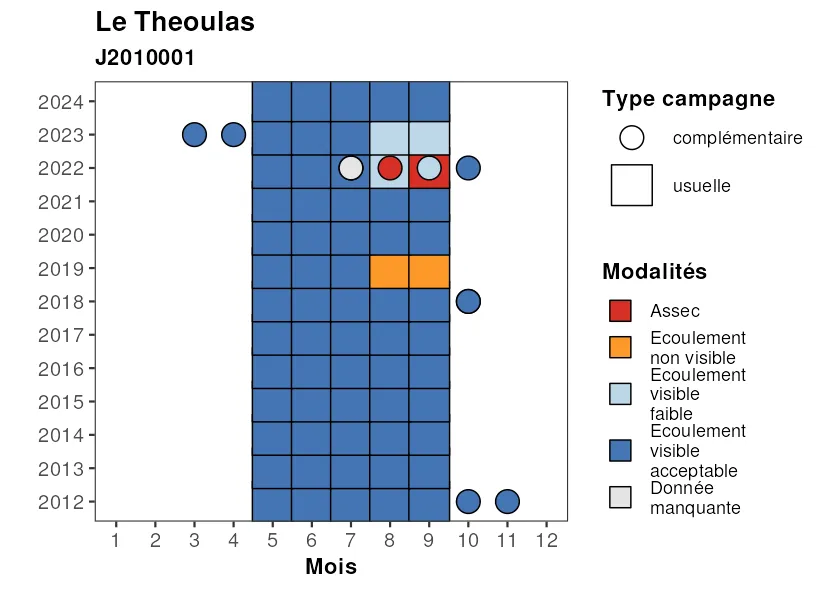 Le Theoulas
J2010001
2024
2023
2022
2021
2020
2019
2018
2017
2016
2015
2014
2013
2012
1 2 3 4 5 6 7 8 9 10 11 12
Mois
Type campagne
complémentaire
usuelle
Modalités
Assec
Ecoulement
non visible
Ecoulement
visible
faible
Ecoulement
visible
acceptable
Donnée
manquante